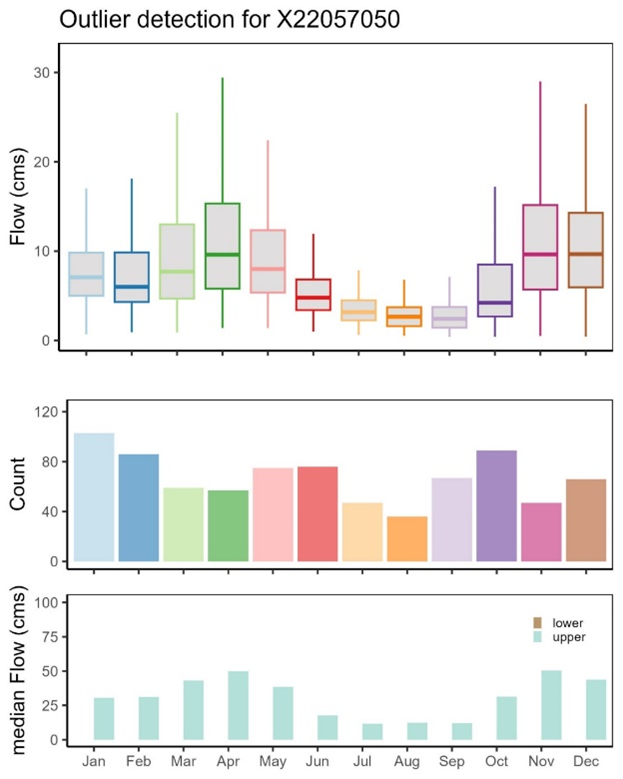 Outlier detection for X22057050
Flow (cms)
30
20
10
0
Count
120
80
40
0
median Flow (cms)
100
75
50
25
0
lower
upper
Jan Feb Mar Apr May Jun Jul Aug Sep Oct Nov Dec